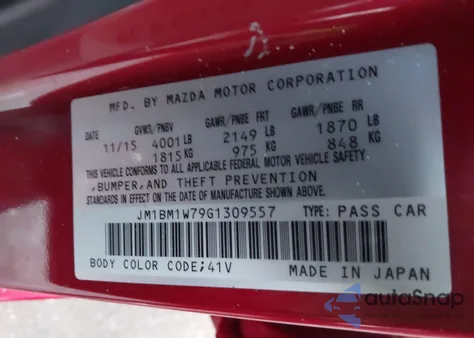 MFD. BY MAZDA MOTOR CORPORATION
DATE GVWR/PNBV GAWR/PNBE FRT GAWR/PNBE RR
11/15 4001 LB 2149 LB 1870 LB
1815 KG 975 KG 848 KG
THIS VEHICLE CONFORMS TO ALL APPLICABLE FEDERAL MOTOR VEHICLE SAFETY
,BUMPER,AND THEFT PREVENTION
STANDARDS IN EFFECT ON THE DATE OF MANUFACTURE SHOWN ABOVE.
JM1BM1W79G1309557 TYPE: PASS CAR
BODY COLOR CODE;41V MADE IN JAPAN
autoSnap